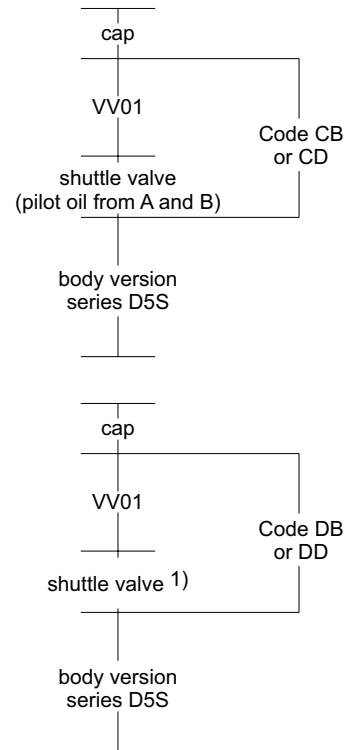 cap
VV01
Code CB
or CD
shuttle valve
(pilot oil from A and B)
body version
series D5S
cap
VV01
Code DB
or DD
shuttle valve 1)
body version
series D5S